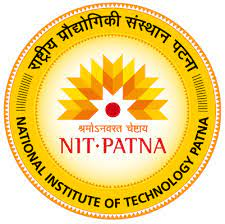 राष्ट्रीय प्रौद्योगिकी संस्थान पटना
श्रमोऽनवरत चेष्टाय
NIT·PATNA
NATIONAL INSTITUTE OF TECHNOLOGY PATNA